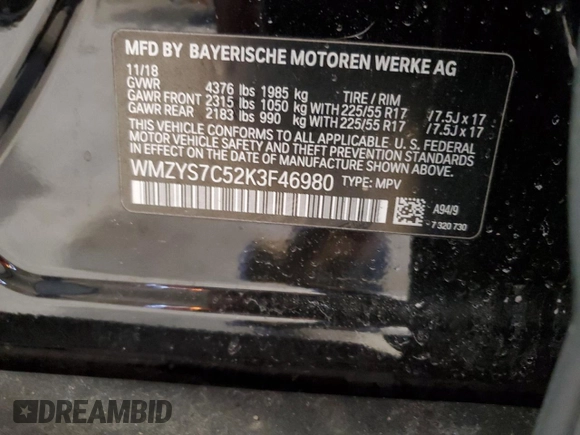 MFD BY BAYERISCHE MOTOREN WERKE AG
11/18
GVWR 4376 lbs 1985 kg TIRE / RIM
GAWR FRONT 2315 lbs 1050 kg WITH 225/55 R17 /7.5J x 17
GAWR REAR 2183 lbs 990 kg WITH 225/55 R17 /7.5J x 17
THIS VEHICLE CONFORMS TO ALL APPLICABLE U. S. FEDERAL
MOTOR VEHICLE SAFETY AND THEFT PREVENTION STANDARDS
IN EFFECT ON THE DATE OF MANUFACTURE SHOWN ABOVE.
WMZYS7C52K3F46980 TYPE: MPV
A94/9
7 320 730
DREAMBID